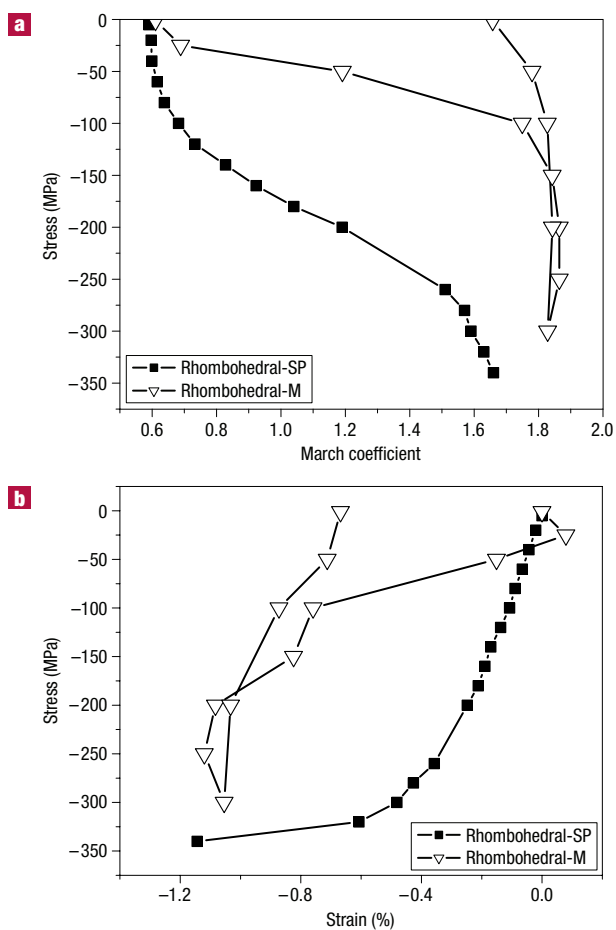 a
0
−50
−100
−150
−200
−250
−300
−350
Stress (MPa)
Rhombohedral-SP
Rhombohedral-M
0.6 0.8 1.0 1.2 1.4 1.6 1.8 2.0
March coefficient
b
0
−50
−100
−150
−200
−250
−300
−350
Stress (MPa)
Rhombohedral-SP
Rhombohedral-M
−1.2 −0.8 −0.4 0.0
Strain (%)